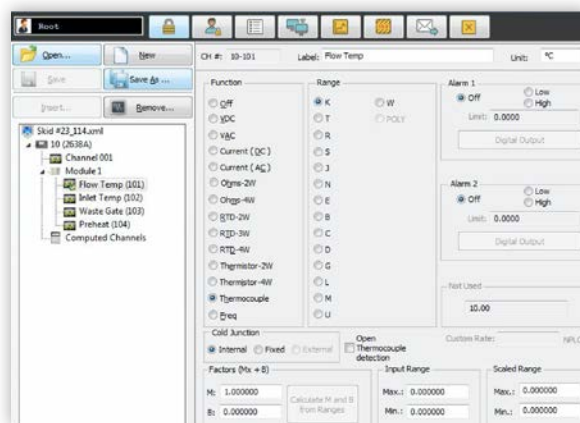 Root
Open... New
Save Save As ...
Insert... Remove...
Skid #23_114.xml
10 (2638A)
Channel 001
Module 1
Flow Temp (101)
Inlet Temp (102)
Waste Gate (103)
Preheat (104)
Computed Channels
CH #: 10-101 Label: Flow Temp Unit: °C
Function
Off
VDC
VAC
Current (DC)
Current (AC)
Ohms-2W
Ohms-4W
RTD-2W
RTD-3W
RTD-4W
Thermistor-2W
Thermistor-4W
Thermocouple
Freq
Range
K W
T POLY
R
S
J
N
E
B
C
D
G
L
M
U
Alarm 1
Off Low
High
Limit: 0.0000
Digital Output
Alarm 2
Off Low
High
Limit: 0.0000
Digital Output
Not Used
10.00
Cold Junction
Internal Fixed External
Open
Thermocouple
detection
Custom Rate: NPLC
Factors (Mx + B)
M: 1.000000
B: 0.000000
Calculate M and B
from Ranges
Input Range
Max.: 0.000000
Min.: 0.000000
Scaled Range
Max.: 0.000000
Min.: 0.000000